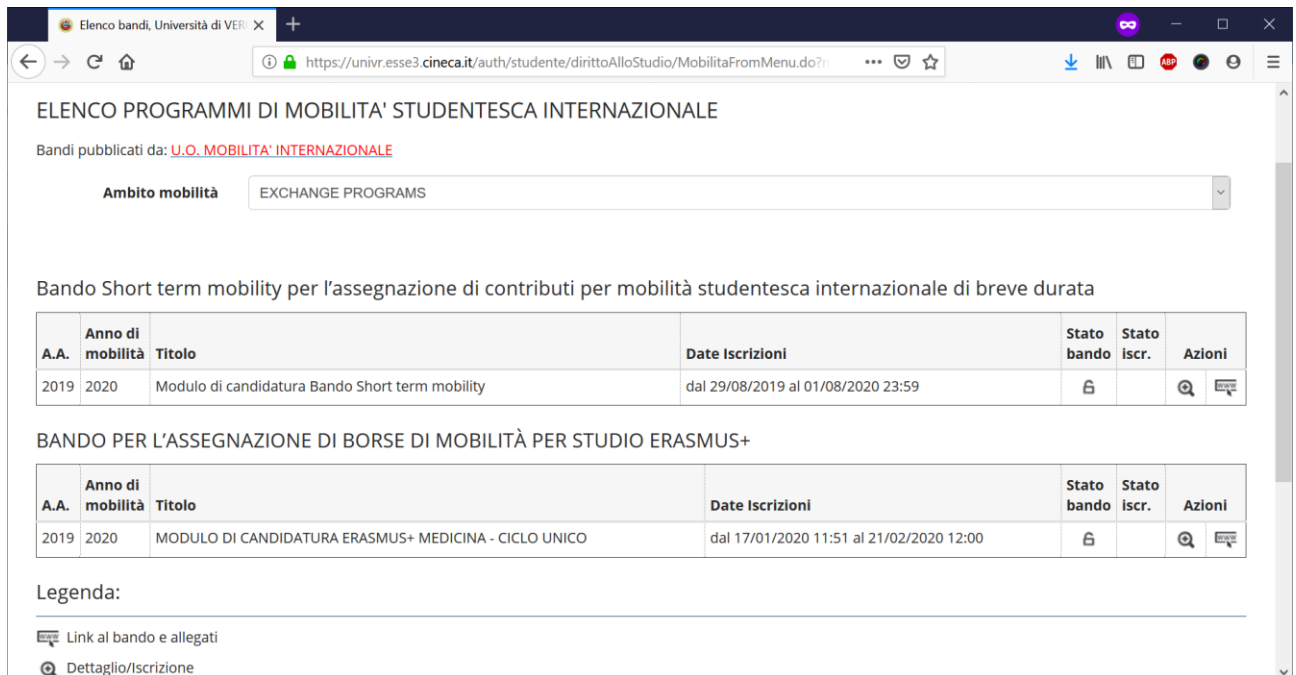 Elenco bandi, Università di VER
https://univr.esse3.cineca.it/auth/studente/dirittoAlloStudio/MobilitaFromMenu.do?
ABP
ELENCO PROGRAMMI DI MOBILITA' STUDENTESCA INTERNAZIONALE
Bandi pubblicati da: U.O. MOBILITA' INTERNAZIONALE
Ambito mobilità EXCHANGE PROGRAMS
Bando Short term mobility per l’assegnazione di contributi per mobilità studentesca internazionale di breve durata
A.A. Anno di mobilità Titolo Date Iscrizioni Stato bando Stato iscr. Azioni
2019 2020 Modulo di candidatura Bando Short term mobility dal 29/08/2019 al 01/08/2020 23:59 www
BANDO PER L’ASSEGNAZIONE DI BORSE DI MOBILITÀ PER STUDIO ERASMUS+
A.A. Anno di mobilità Titolo Date Iscrizioni Stato bando Stato iscr. Azioni
2019 2020 MODULO DI CANDIDATURA ERASMUS+ MEDICINA - CICLO UNICO dal 17/01/2020 11:51 al 21/02/2020 12:00 www
Legenda:
www Link al bando e allegati
Dettaglio/Iscrizione